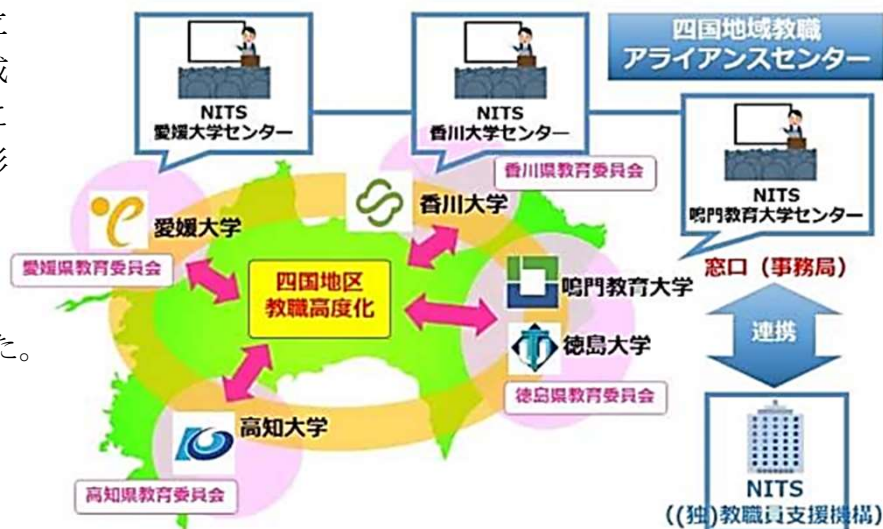 四国地域教職
アライアンスセンター
NITS
愛媛大学センター
NITS
香川大学センター
NITS
鳴門教育大学センター
香川県教育委員会
香川大学
愛媛大学
愛媛県教育委員会
四国地区
教職高度化
鳴門教育大学
徳島大学
徳島県教育委員会
窓口（事務局）
連携
高知大学
高知県教育委員会
NITS
((独)教職員支援機構)
た。